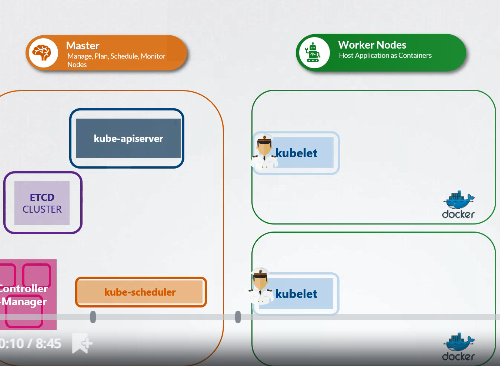 Master
Manage, Plan, Schedule, Monitor
Nodes
Worker Nodes
Host Application as Containers
kube-apiserver
kubelet
ETCD
CLUSTER
docker
Controller
-Manager
kube-scheduler
kubelet
0:10 / 8:45
docker